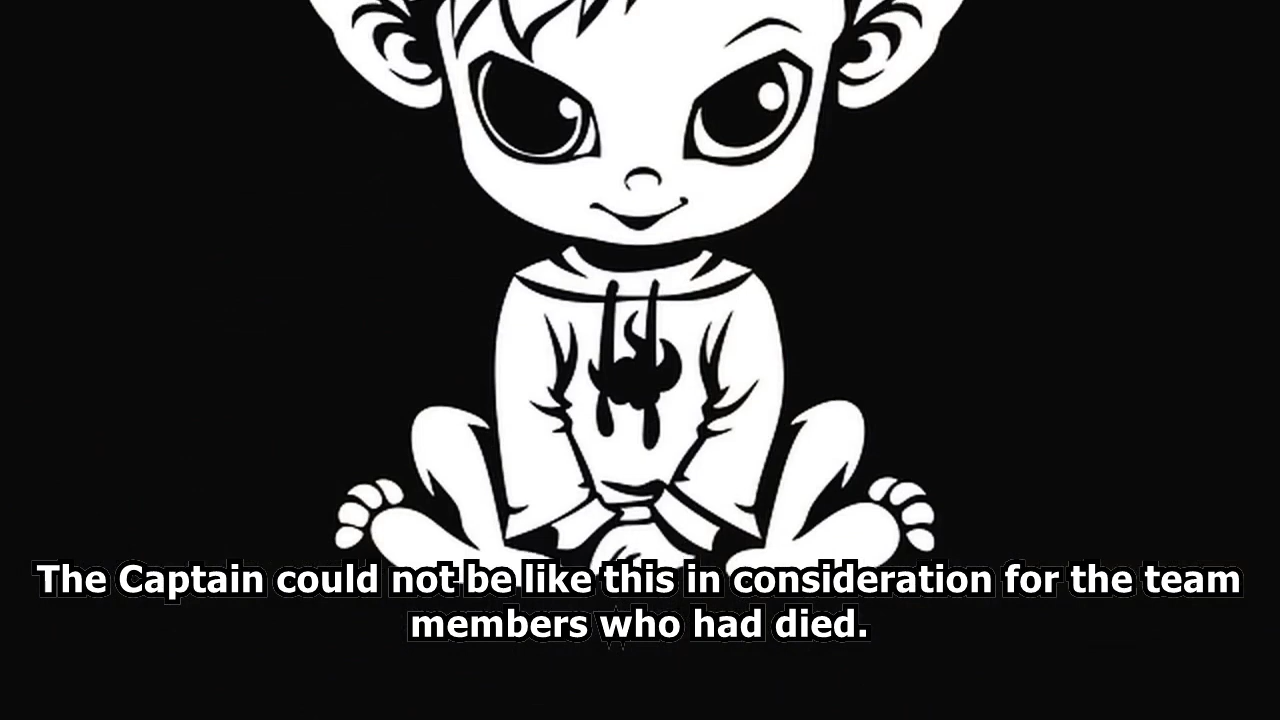 The Captain could not be like this in consideration for the team
members who had died.